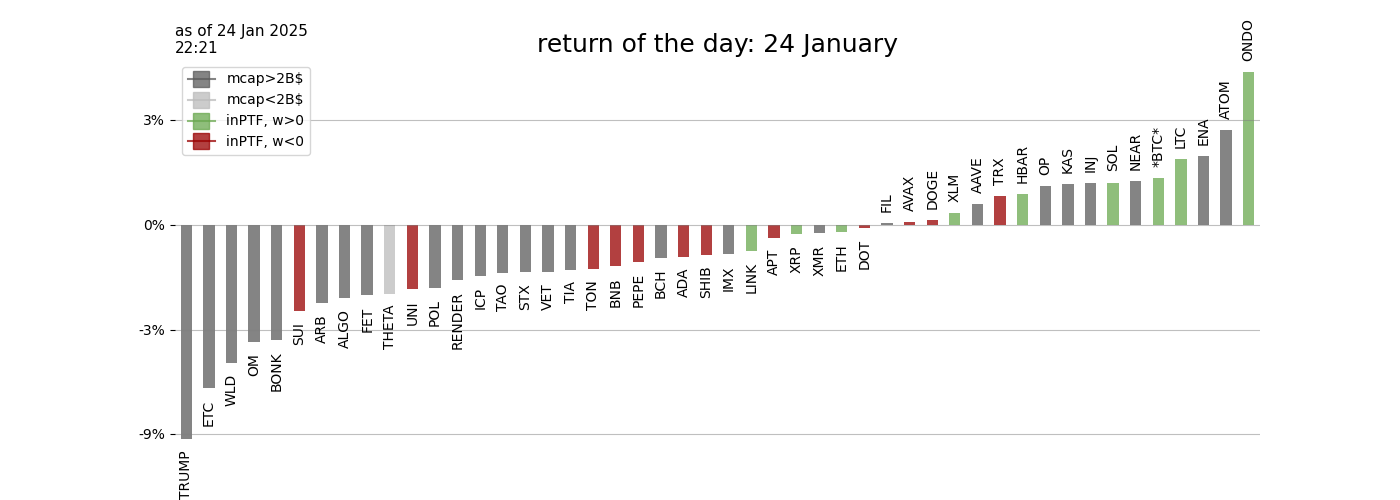 as of 24 Jan 2025
22:21
return of the day: 24 January
mcap>2B$
mcap<2B$
inPTF, w>0
inPTF, w<0
3%
0%
-3%
-9%
TRUMP
ETC
WLD
OM
BONK
SUI
ARB
ALGO
FET
THETA
UNI
POL
RENDER
ICP
TAO
STX
VET
TIA
TON
BNB
PEPE
BCH
ADA
SHIB
IMX
LINK
APT
XRP
XMR
ETH
DOT
FIL
AVAX
DOGE
XLM
AAVE
TRX
HBAR
OP
KAS
INJ
SOL
NEAR
*BTC*
LTC
ENA
ATOM
ONDO